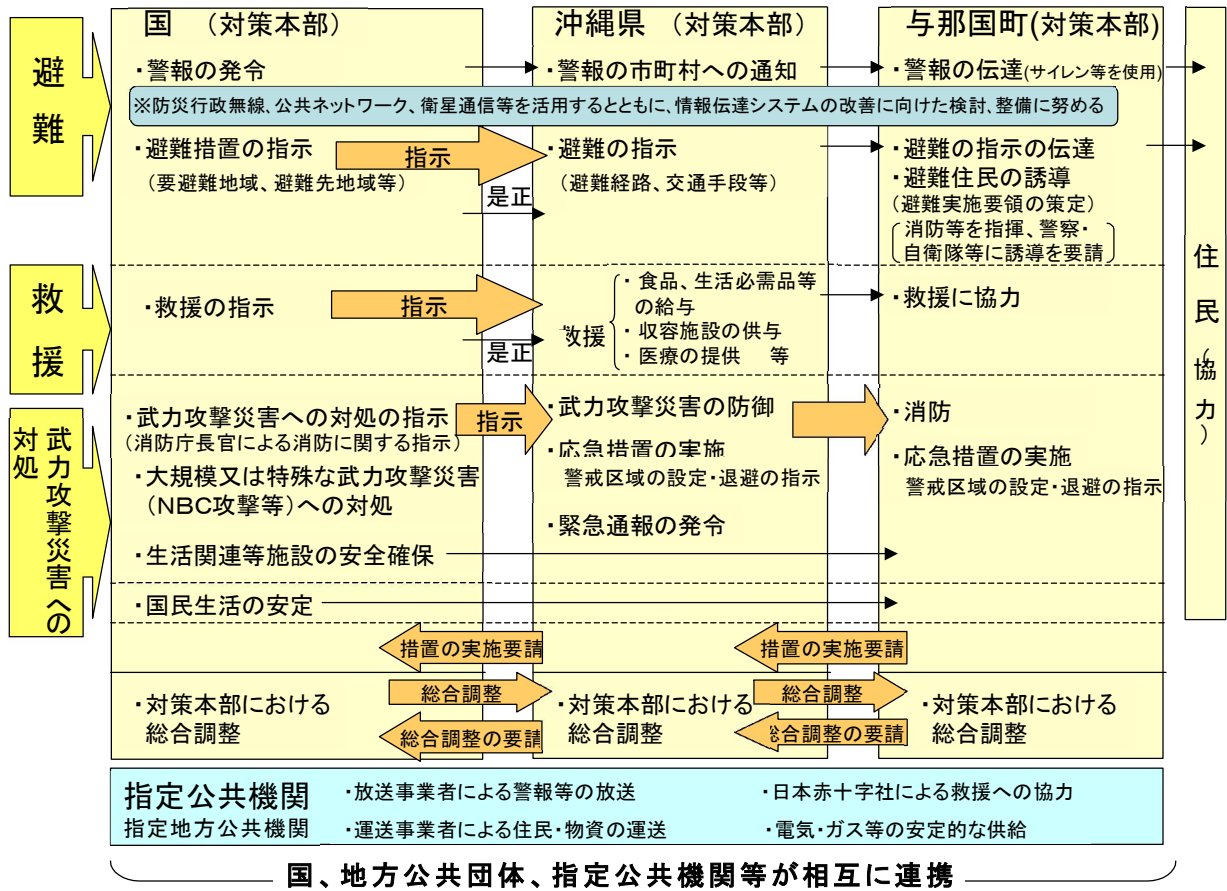 国 (対策本部)
沖縄県 (対策本部)
与那国町(対策本部)
避難
・警報の発令
・警報の市町村への通知
・警報の伝達(サイレン等を使用)
※防災行政無線、公共ネットワーク、衛星通信等を活用するとともに、情報伝達システムの改善に向けた検討、整備に努める
・避難措置の指示
(要避難地域、避難先地域等)
指示
是正
・避難の指示
(避難経路、交通手段等)
・避難の指示の伝達
・避難住民の誘導
(避難実施要領の策定)
消防等を指揮、警察・
自衛隊等に誘導を要請
住民(協力)
救援
・救援の指示
指示
是正
救援
・食品、生活必需品等
の給与
・収容施設の供与
・医療の提供 等
・救援に協力
武力攻撃災害への
対処
・武力攻撃災害への対処の指示
(消防庁長官による消防に関する指示)
指示
・大規模又は特殊な武力攻撃災害
(NBC攻撃等)への対処
・生活関連等施設の安全確保
・武力攻撃災害の防御
・応急措置の実施
警戒区域の設定・退避の指示
・緊急通報の発令
・消防
・応急措置の実施
警戒区域の設定・退避の指示
・国民生活の安定
措置の実施要請
措置の実施要請
・対策本部における
総合調整
総合調整
総合調整の要請
・対策本部における
総合調整
総合調整
総合調整の要請
・対策本部における
総合調整
指定公共機関
指定地方公共機関
・放送事業者による警報等の放送
・日本赤十字社による救援への協力
・運送事業者による住民・物資の運送
・電気・ガス等の安定的な供給
国、地方公共団体、指定公共機関等が相互に連携